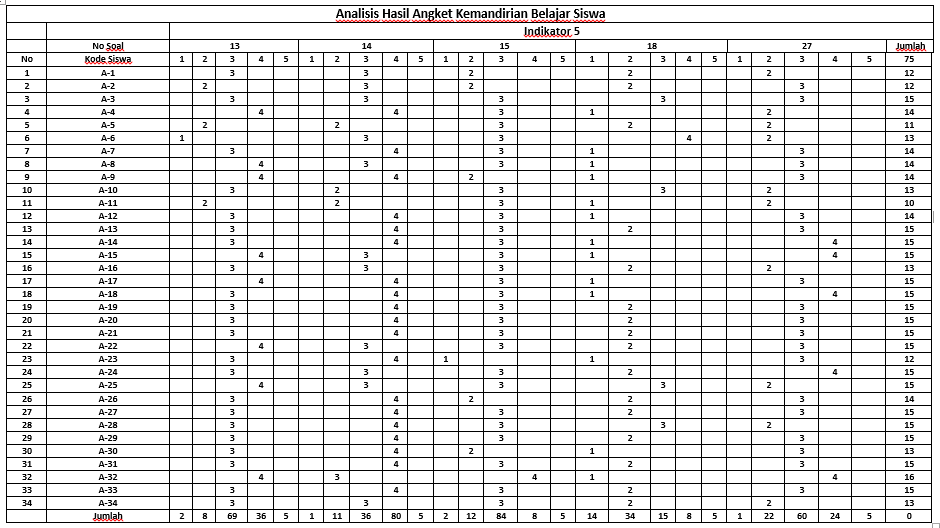 Analisis Hasil Angket Kemandirian Belajar Siswa
Indikator 5
No Soal 13 14 15 18 27 Jumlah
No Kode Siswa 1 2 3 4 5 1 2 3 4 5 1 2 3 4 5 1 2 3 4 5 1 2 3 4 5 75
1 A-1 3 3 2 2 2 12
2 A-2 2 3 2 2 3 12
3 A-3 3 3 3 3 3 15
4 A-4 4 4 3 1 2 14
5 A-5 2 2 3 2 2 11
6 A-6 1 3 3 4 2 13
7 A-7 3 4 3 1 3 14
8 A-8 4 3 3 1 3 14
9 A-9 4 4 2 1 3 14
10 A-10 3 2 3 3 2 13
11 A-11 2 2 3 1 2 10
12 A-12 3 4 3 1 3 14
13 A-13 3 4 3 2 3 15
14 A-14 3 4 3 1 4 15
15 A-15 4 3 3 1 4 15
16 A-16 3 3 3 2 2 13
17 A-17 4 4 3 1 3 15
18 A-18 3 4 3 1 4 15
19 A-19 3 4 3 2 3 15
20 A-20 3 4 3 2 3 15
21 A-21 3 4 3 2 3 15
22 A-22 4 3 3 2 3 15
23 A-23 3 4 1 1 3 12
24 A-24 3 3 3 2 4 15
25 A-25 4 3 3 3 2 15
26 A-26 3 4 2 2 3 14
27 A-27 3 4 3 2 3 15
28 A-28 3 4 3 3 2 15
29 A-29 3 4 3 2 3 15
30 A-30 3 4 2 1 3 13
31 A-31 3 4 3 2 3 15
32 A-32 4 3 4 1 4 16
33 A-33 3 4 3 2 3 15
34 A-34 3 3 3 2 2 13
Jumlah 2 8 69 36 5 1 11 36 80 5 2 12 84 8 5 14 34 15 8 5 1 22 60 24 5 0